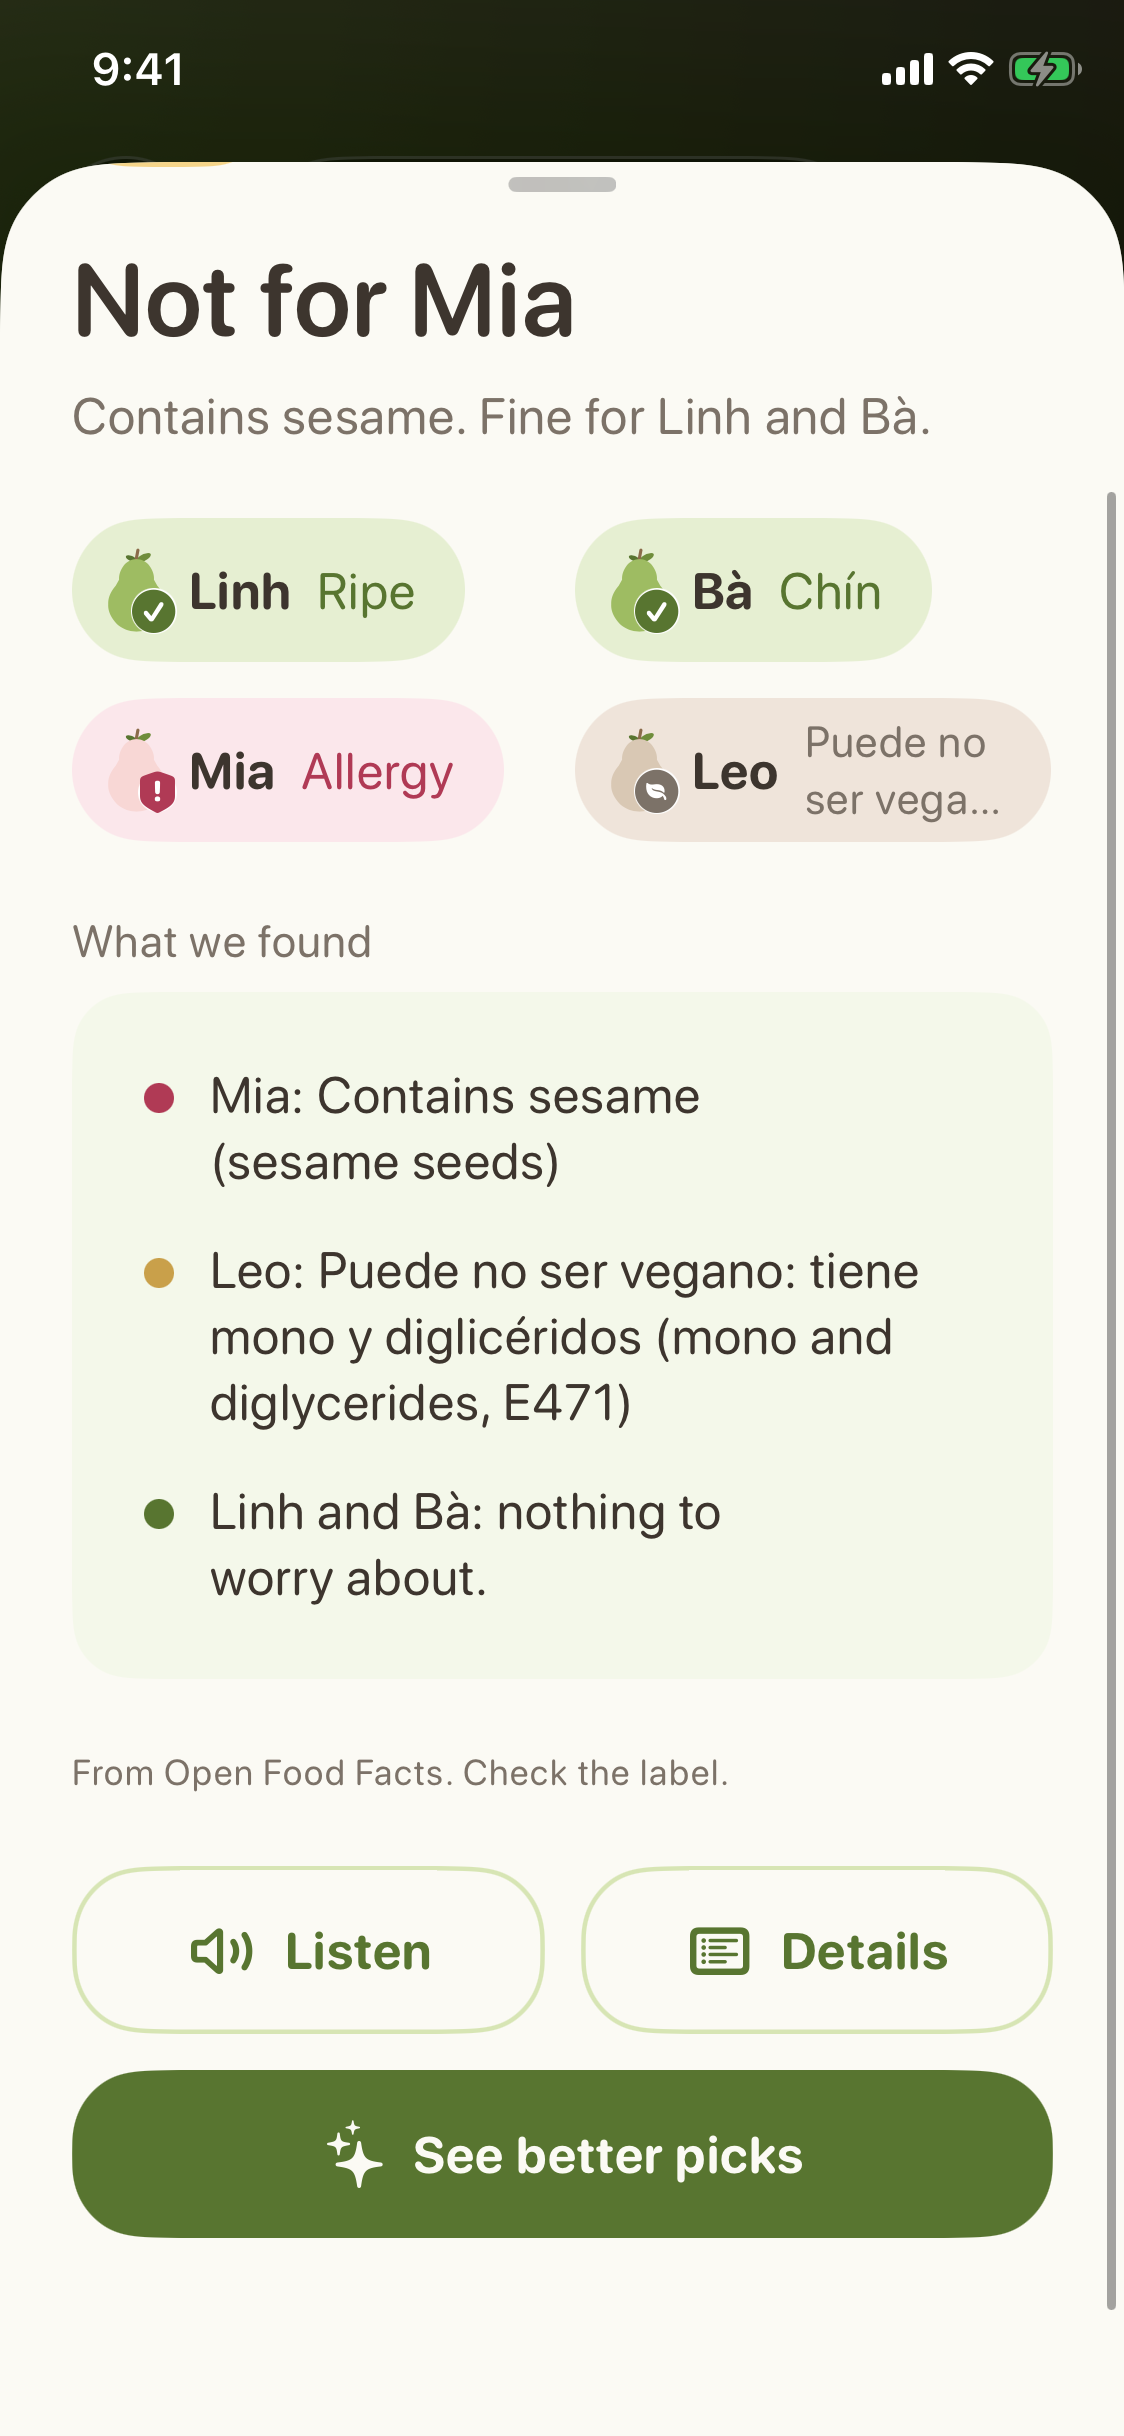 9:41
Not for Mia
Contains sesame. Fine for Linh and Bà.
Linh Ripe
Bà Chín
Mia Allergy
Leo Puede no
ser vega...
What we found
Mia: Contains sesame
(sesame seeds)
Leo: Puede no ser vegano: tiene
mono y diglicéridos (mono and
diglycerides, E471)
Linh and Bà: nothing to
worry about.
From Open Food Facts. Check the label.
Listen
Details
See better picks